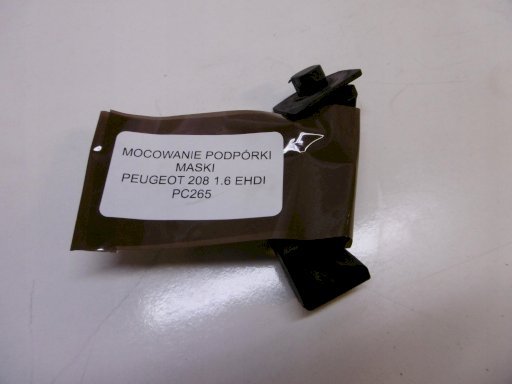 MOCOWANIE PODPÓRKI
MASKI
PEUGEOT 208 1.6 EHDI
PC265